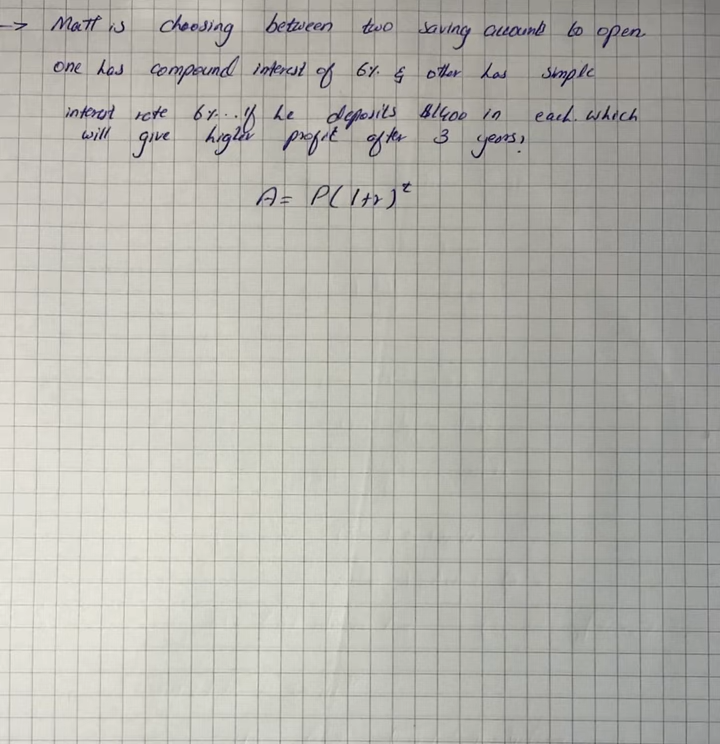 → Matt is choosing between two saving accounts to open
one has compound interest of 6% & other has simple
interest rate 6%... If he deposits $1400 in each. which
will give higher profit after 3 years?
A = P(1+r)^t